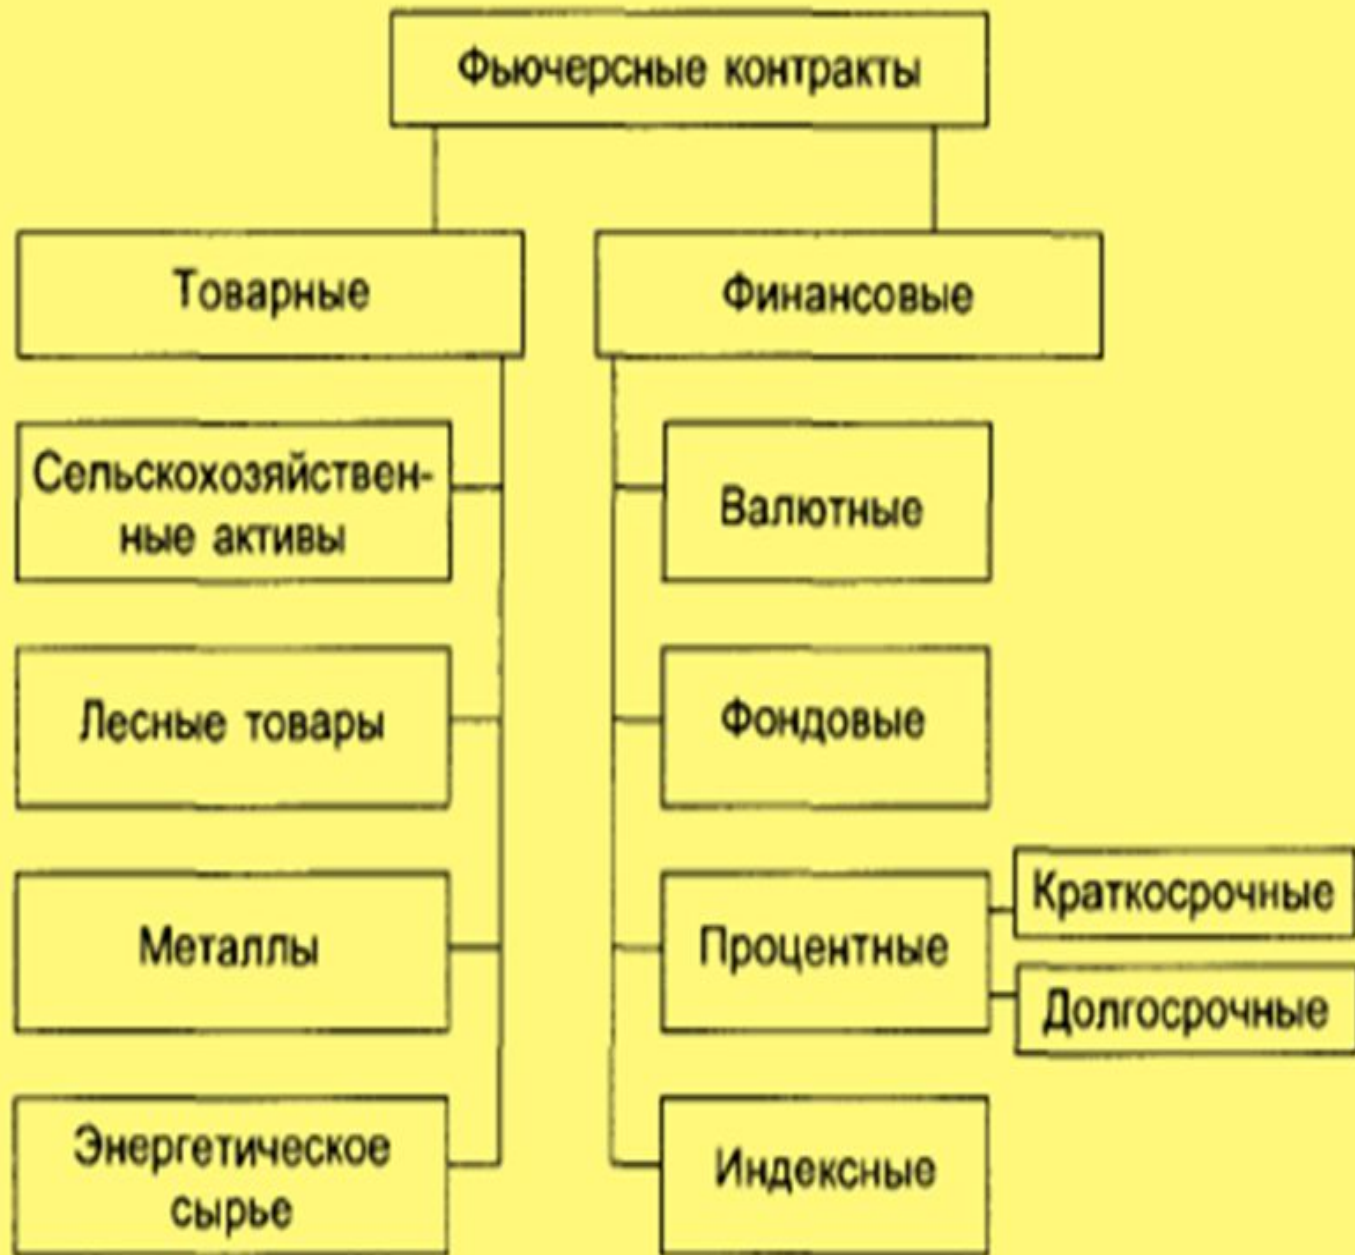 Фьючерсные контракты
Товарные
Финансовые
Сельскохозяйствен-
ные активы
Валютные
Лесные товары
Фондовые
Металлы
Процентные
Краткосрочные
Долгосрочные
Энергетическое
сырье
Индексные